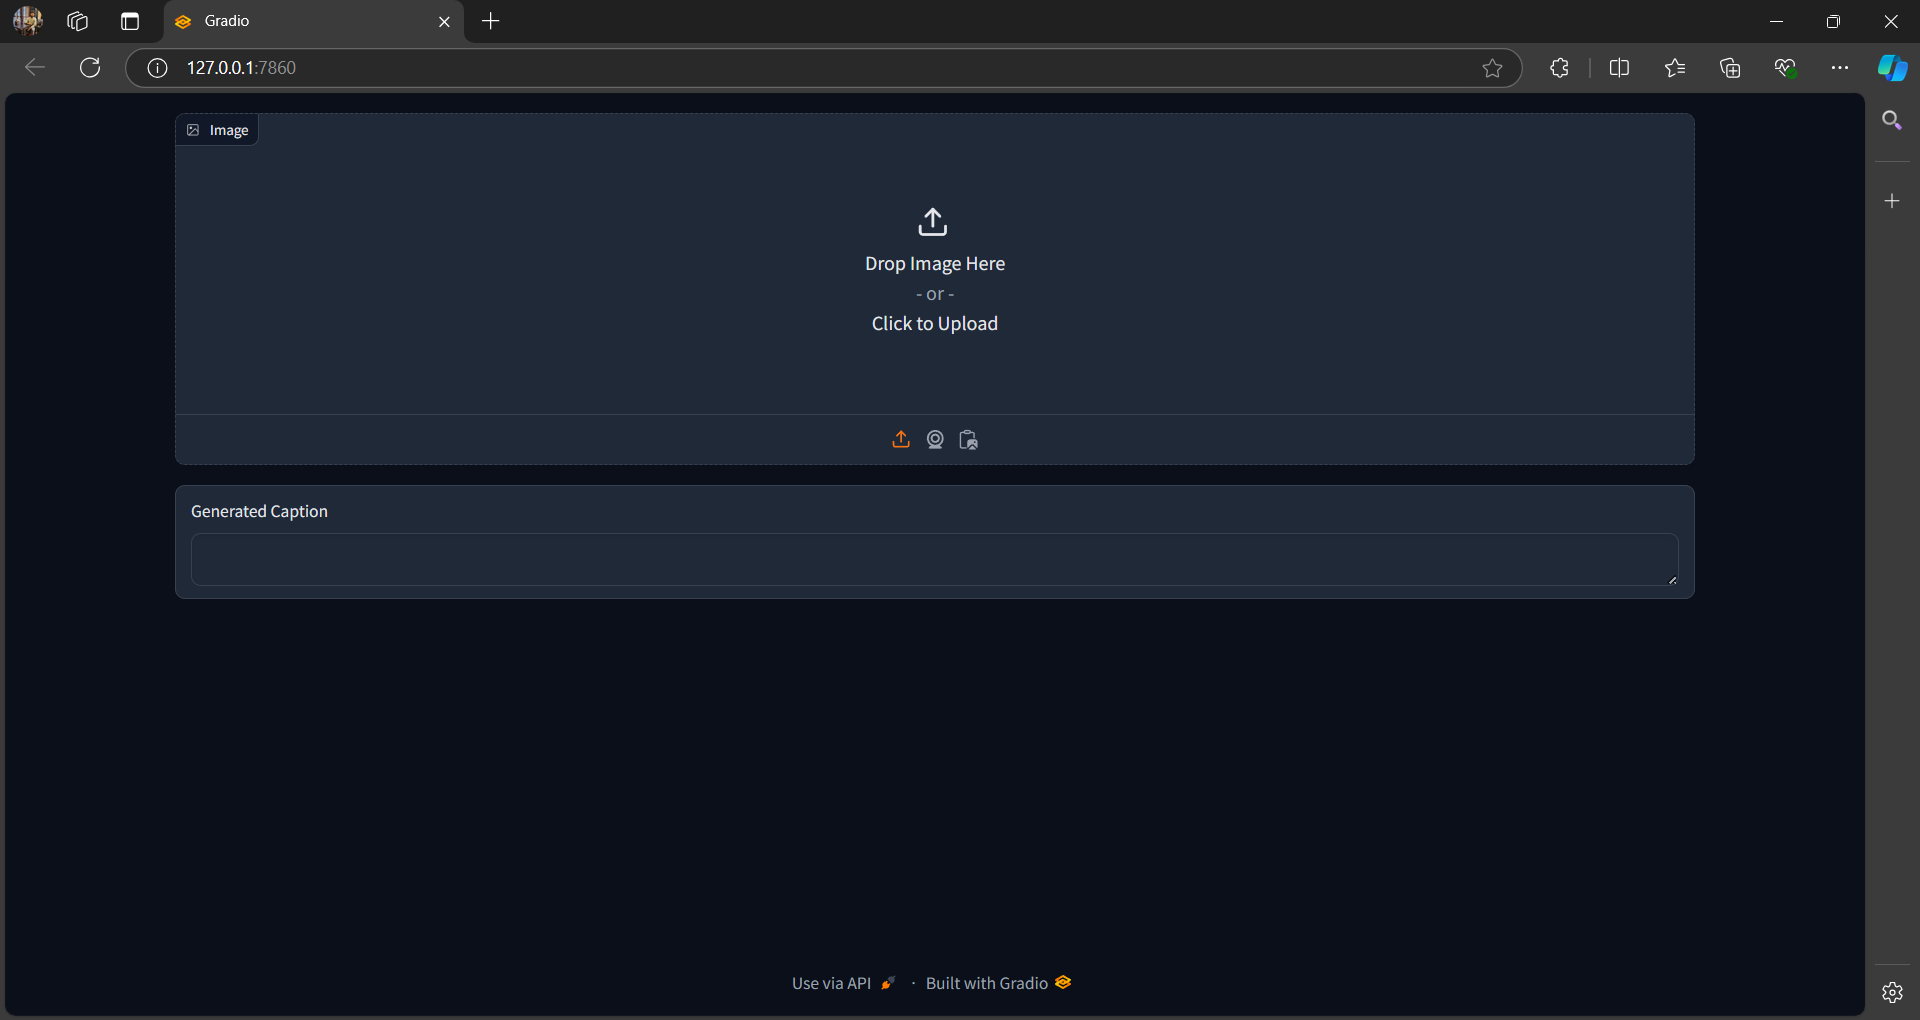 Gradio
127.0.0.1:7860
Image
Drop Image Here
- or -
Click to Upload
Generated Caption
Use via API · Built with Gradio